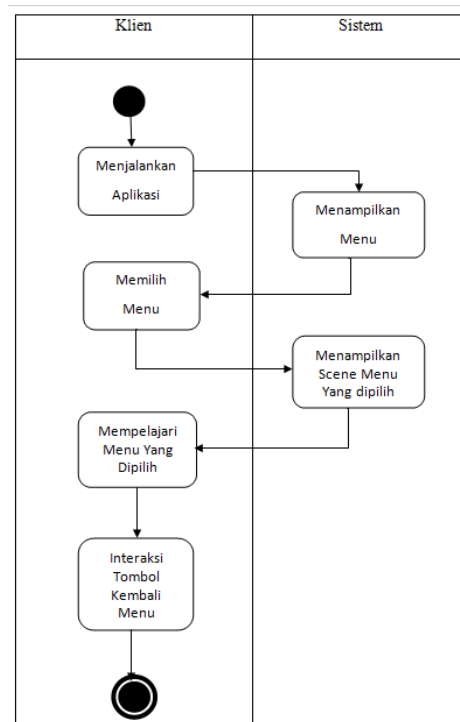 Klien
Sistem
Menjalankan
Aplikasi
Menampilkan
Menu
Memilih
Menu
Menampilkan
Scene Menu
Yang dipilih
Mempelajari
Menu Yang
Dipilih
Interaksi
Tombol
Kembali
Menu